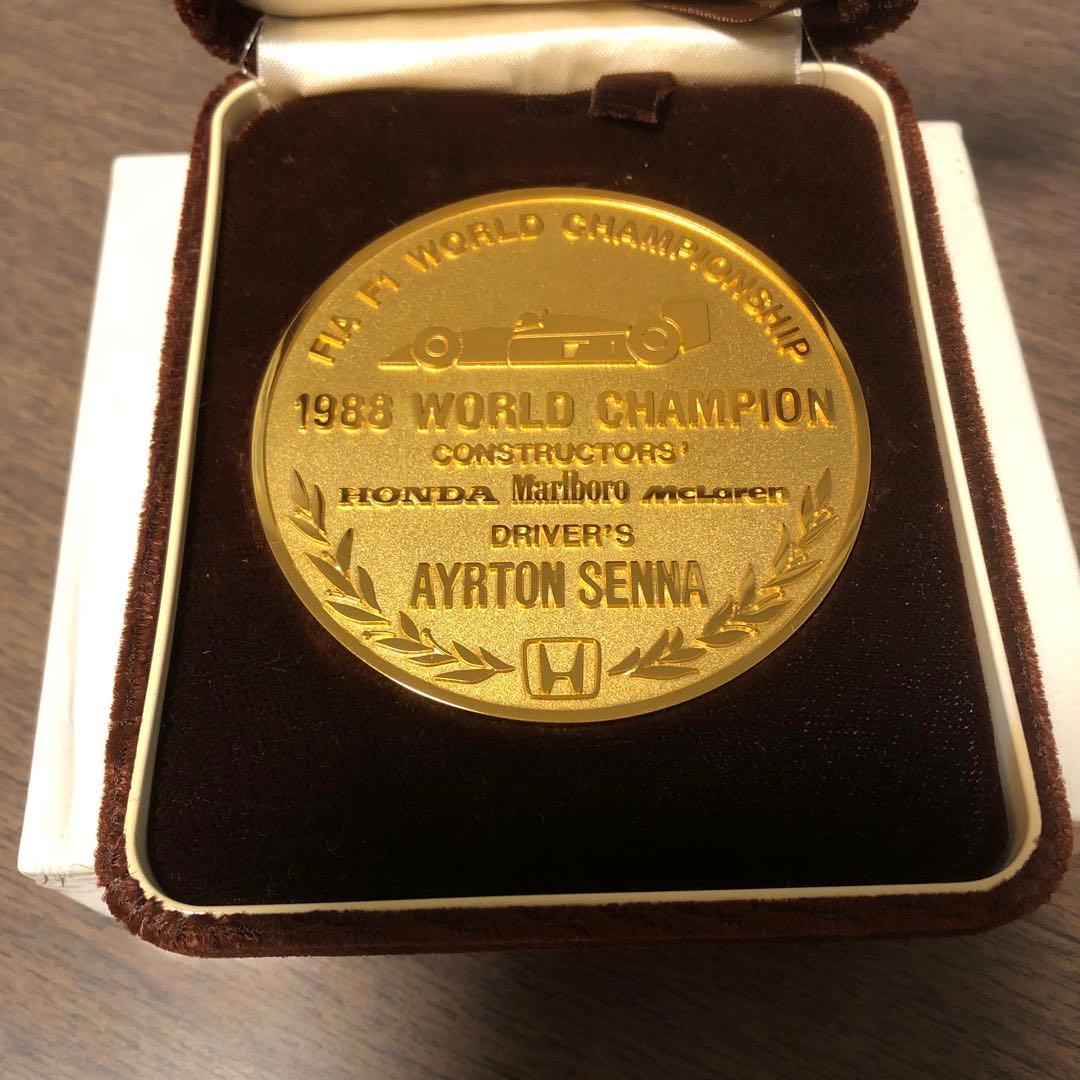 FIA F1 WORLD CHAMPIONSHIP
1988 WORLD CHAMPION
CONSTRUCTORS'
HONDA Marlboro McLaren
DRIVER'S
AYRTON SENNA